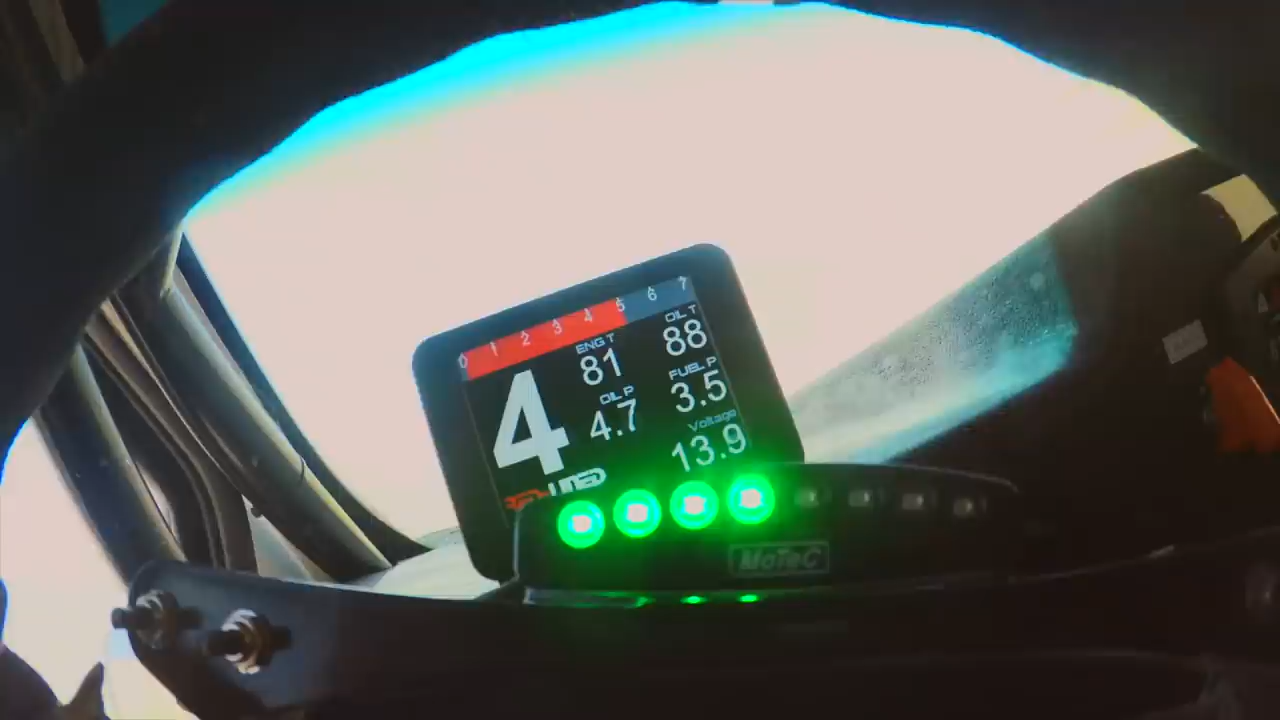 0 1 2 3 4 5 6 7
ENG T
81
OIL T
88
4
OIL P
4.7
FUEL P
3.5
Voltage
13.9
MoTeC